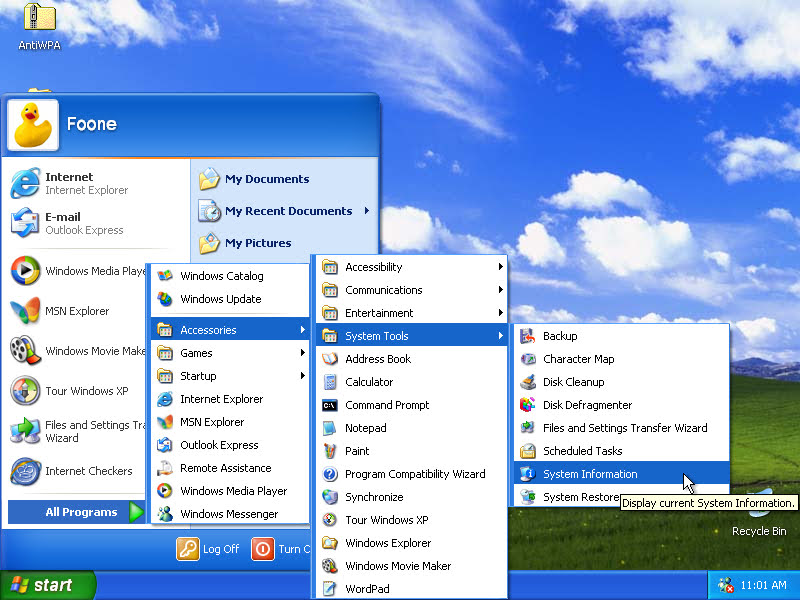 AntiWPA
Foone
Internet
Internet Explorer
E-mail
Outlook Express
Windows Media Playe
MSN Explorer
Windows Movie Make
Tour Windows XP
Files and Settings Tra
Wizard
Internet Checkers
All Programs
My Documents
My Recent Documents
My Pictures
Windows Catalog
Windows Update
Accessories
Games
Startup
Internet Explorer
MSN Explorer
Outlook Express
Remote Assistance
Windows Media Player
Windows Messenger
Accessibility
Communications
Entertainment
System Tools
Address Book
Calculator
Command Prompt
Notepad
Paint
Program Compatibility Wizard
Synchronize
Tour Windows XP
Windows Explorer
Windows Movie Maker
WordPad
Backup
Character Map
Disk Cleanup
Disk Defragmenter
Files and Settings Transfer Wizard
Scheduled Tasks
System Information
System Restore
Display current System Information.
Recycle Bin
Log Off
Turn O
start
11:01 AM